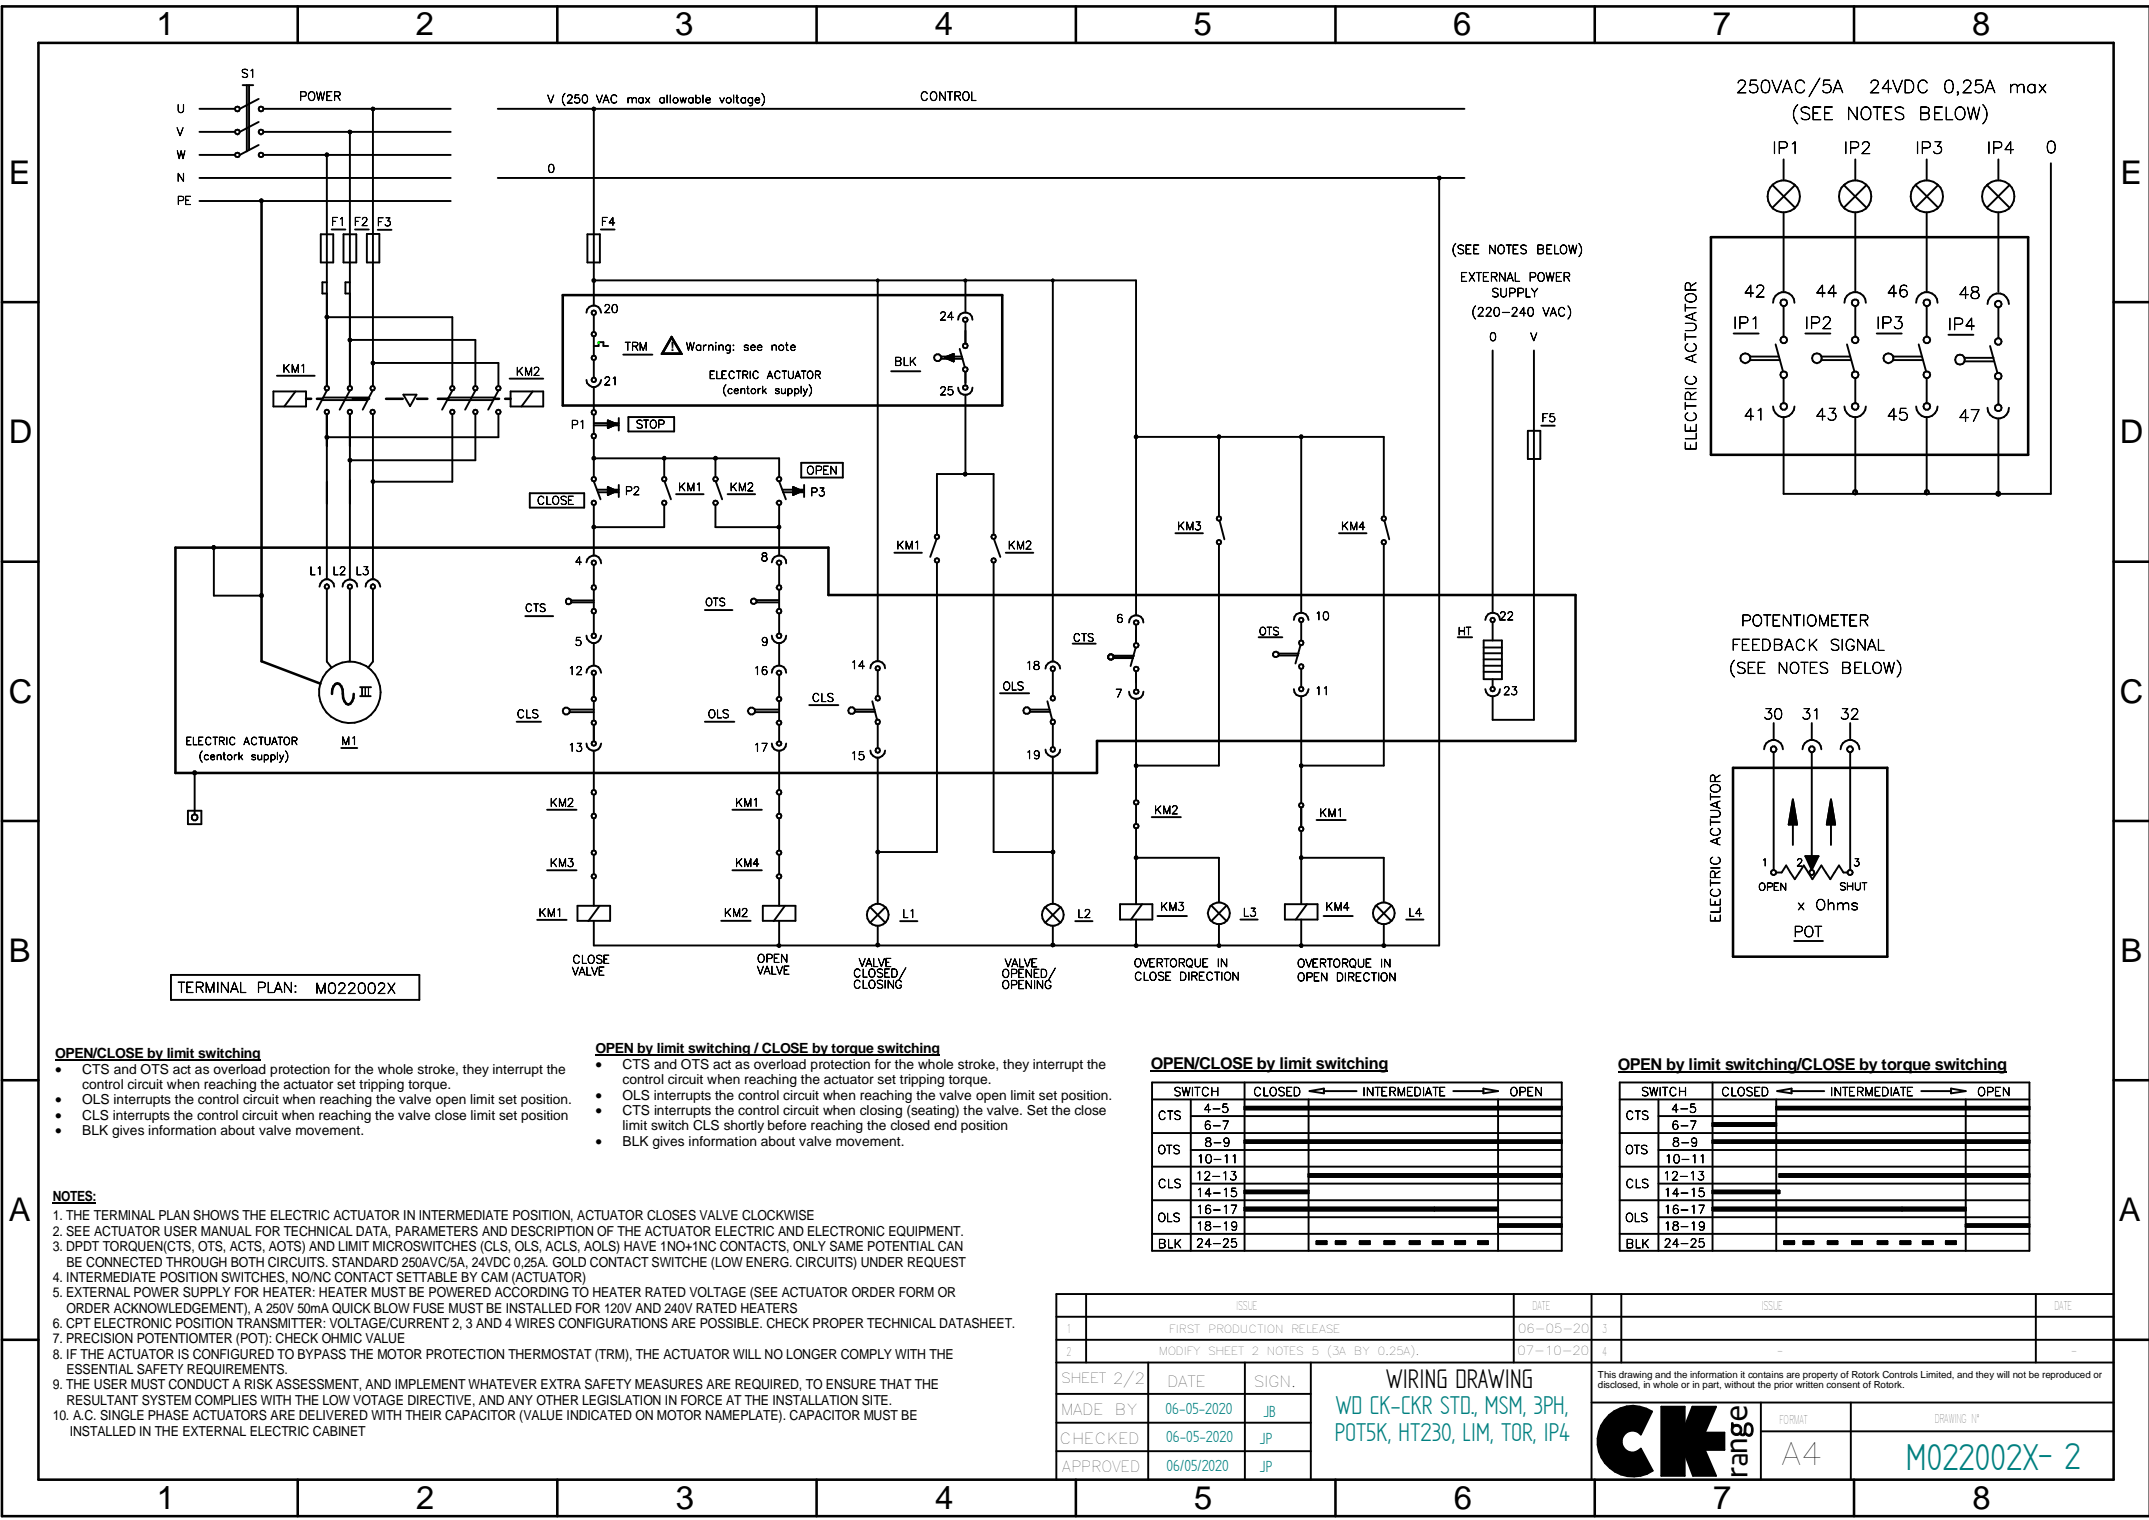 1 2 3 4 5 6 7 8
E
D
C
B
A
E
D
C
B
A
S1
POWER
U
V
W
N
PE
V (250 VAC max allowable voltage)
CONTROL
0
F1 F2 F3
F4
KM1
KM2
20
TRM
Warning: see note
21
ELECTRIC ACTUATOR
(centork supply)
24
BLK
25
P1
STOP
CLOSE
P2
KM1
KM2
OPEN
P3
KM1
KM2
KM3
KM4
(SEE NOTES BELOW)
EXTERNAL POWER
SUPPLY
(220-240 VAC)
0 V
F5
L1 L2 L3
M1
ELECTRIC ACTUATOR
(centork supply)
4
CTS
5
12
CLS
13
8
OTS
9
16
OLS
17
14
CLS
15
18
OLS
19
6
CTS
7
10
OTS
11
22
HT
23
KM2
KM3
KM1
KM1
KM4
KM2
L1
L2
KM2
KM3
L3
KM1
KM4
L4
CLOSE
VALVE
OPEN
VALVE
VALVE
CLOSED/
CLOSING
VALVE
OPENED/
OPENING
OVERTORQUE IN
CLOSE DIRECTION
OVERTORQUE IN
OPEN DIRECTION
TERMINAL PLAN: M022002X
250VAC/5A 24VDC 0,25A max
(SEE NOTES BELOW)
IP1 IP2 IP3 IP4 0
ELECTRIC ACTUATOR
42 44 46 48
IP1 IP2 IP3 IP4
41 43 45 47
POTENTIOMETER
FEEDBACK SIGNAL
(SEE NOTES BELOW)
30 31 32
ELECTRIC ACTUATOR
1 2 3
OPEN SHUT
x Ohms
POT
OPEN/CLOSE by limit switching
• CTS and OTS act as overload protection for the whole stroke, they interrupt the
control circuit when reaching the actuator set tripping torque.
• OLS interrupts the control circuit when reaching the valve open limit set position.
• CLS interrupts the control circuit when reaching the valve close limit set position
• BLK gives information about valve movement.
OPEN by limit switching / CLOSE by torque switching
• CTS and OTS act as overload protection for the whole stroke, they interrupt the
control circuit when reaching the actuator set tripping torque.
• OLS interrupts the control circuit when reaching the valve open limit set position.
• CTS interrupts the control circuit when closing (seating) the valve. Set the close
limit switch CLS shortly before reaching the closed end position
• BLK gives information about valve movement.
OPEN/CLOSE by limit switching
SWITCH CLOSED INTERMEDIATE OPEN
CTS 4-5
6-7
OTS 8-9
10-11
CLS 12-13
14-15
OLS 16-17
18-19
BLK 24-25
OPEN by limit switching/CLOSE by torque switching
SWITCH CLOSED INTERMEDIATE OPEN
CTS 4-5
6-7
OTS 8-9
10-11
CLS 12-13
14-15
OLS 16-17
18-19
BLK 24-25
NOTES:
1. THE TERMINAL PLAN SHOWS THE ELECTRIC ACTUATOR IN INTERMEDIATE POSITION, ACTUATOR CLOSES VALVE CLOCKWISE
2. SEE ACTUATOR USER MANUAL FOR TECHNICAL DATA, PARAMETERS AND DESCRIPTION OF THE ACTUATOR ELECTRIC AND ELECTRONIC EQUIPMENT.
3. DPDT TORQUEN(CTS, OTS, ACTS, AOTS) AND LIMIT MICROSWITCHES (CLS, OLS, ACLS, AOLS) HAVE 1NO+1NC CONTACTS, ONLY SAME POTENTIAL CAN
BE CONNECTED THROUGH BOTH CIRCUITS. STANDARD 250AVC/5A, 24VDC 0,25A. GOLD CONTACT SWITCHE (LOW ENERG. CIRCUITS) UNDER REQUEST
4. INTERMEDIATE POSITION SWITCHES, NO/NC CONTACT SETTABLE BY CAM (ACTUATOR)
5. EXTERNAL POWER SUPPLY FOR HEATER: HEATER MUST BE POWERED ACCORDING TO HEATER RATED VOLTAGE (SEE ACTUATOR ORDER FORM OR
ORDER ACKNOWLEDGEMENT), A 250V 50mA QUICK BLOW FUSE MUST BE INSTALLED FOR 120V AND 240V RATED HEATERS
6. CPT ELECTRONIC POSITION TRANSMITTER: VOLTAGE/CURRENT 2, 3 AND 4 WIRES CONFIGURATIONS ARE POSSIBLE. CHECK PROPER TECHNICAL DATASHEET.
7. PRECISION POTENTIOMTER (POT): CHECK OHMIC VALUE
8. IF THE ACTUATOR IS CONFIGURED TO BYPASS THE MOTOR PROTECTION THERMOSTAT (TRM), THE ACTUATOR WILL NO LONGER COMPLY WITH THE
ESSENTIAL SAFETY REQUIREMENTS.
9. THE USER MUST CONDUCT A RISK ASSESSMENT, AND IMPLEMENT WHATEVER EXTRA SAFETY MEASURES ARE REQUIRED, TO ENSURE THAT THE
RESULTANT SYSTEM COMPLIES WITH THE LOW VOTAGE DIRECTIVE, AND ANY OTHER LEGISLATION IN FORCE AT THE INSTALLATION SITE.
10. A.C. SINGLE PHASE ACTUATORS ARE DELIVERED WITH THEIR CAPACITOR (VALUE INDICATED ON MOTOR NAMEPLATE). CAPACITOR MUST BE
INSTALLED IN THE EXTERNAL ELECTRIC CABINET
ISSUE DATE ISSUE DATE
1 FIRST PRODUCTION RELEASE 06-05-20 3
2 MODIFY SHEET 2 NOTES 5 (3A BY 0.25A). 07-10-20 4 - -
SHEET 2/2 DATE SIGN.
MADE BY 06-05-2020 JB
CHECKED 06-05-2020 JP
APPROVED 06/05/2020 JP
WIRING DRAWING
WD CK-CKR STD., MSM, 3PH,
POT5K, HT230, LIM, TOR, IP4
This drawing and the information it contains are property of Rotork Controls Limited, and they will not be reproduced or
disclosed, in whole or in part, without the prior written consent of Rotork.
CK range
FORMAT
A4
DRAWING Nº
M022002X- 2
1 2 3 4 5 6 7 8